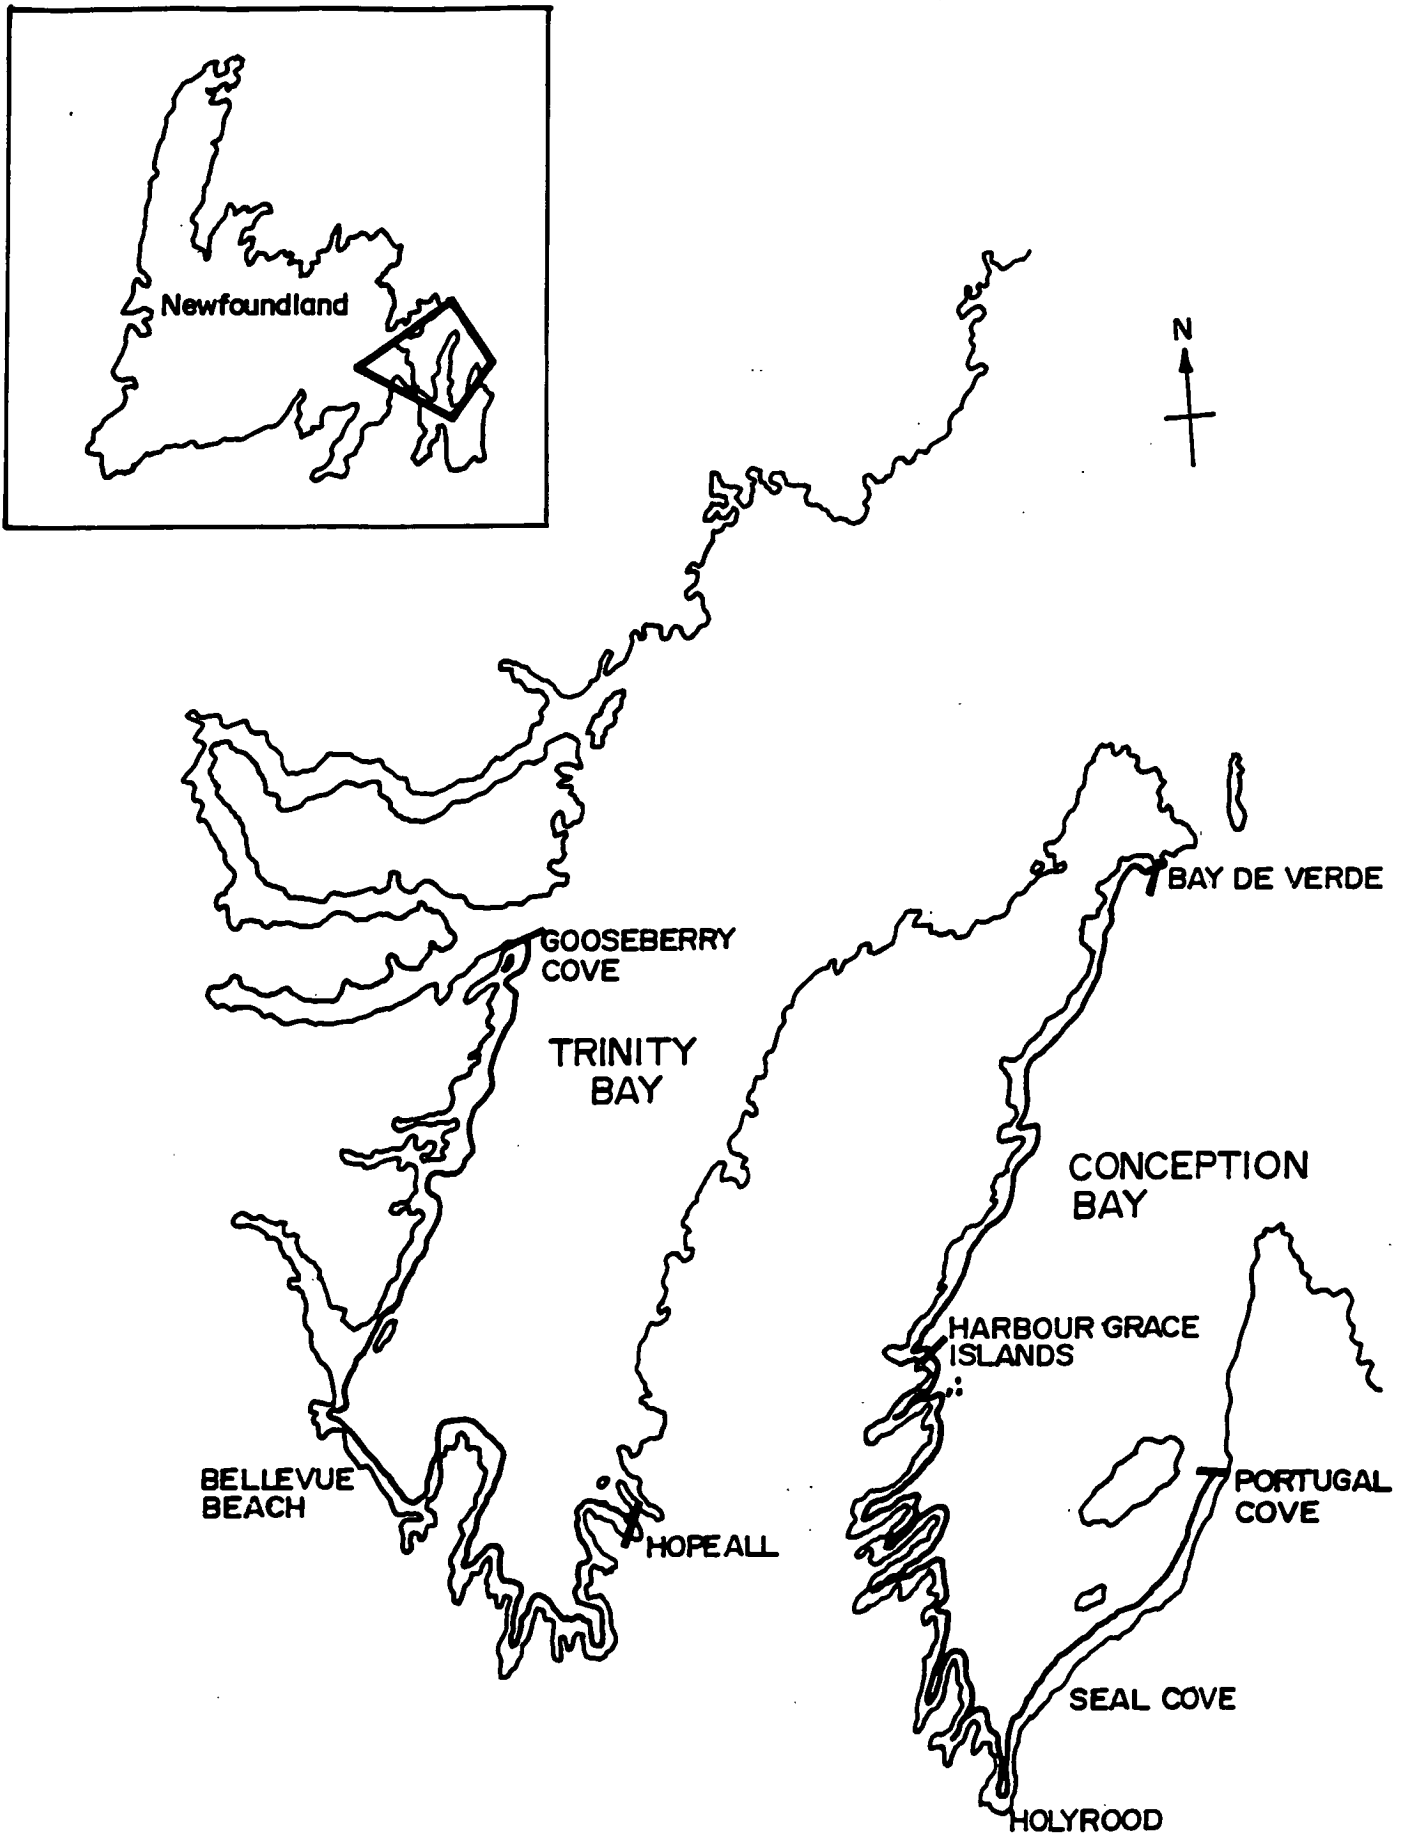 Newfoundland
N
BAY DE VERDE
GOOSEBERRY
COVE
TRINITY
BAY
CONCEPTION
BAY
HARBOUR GRACE
ISLANDS
BELLEVUE
BEACH
PORTUGAL
COVE
HOPEALL
SEAL COVE
HOLYROOD